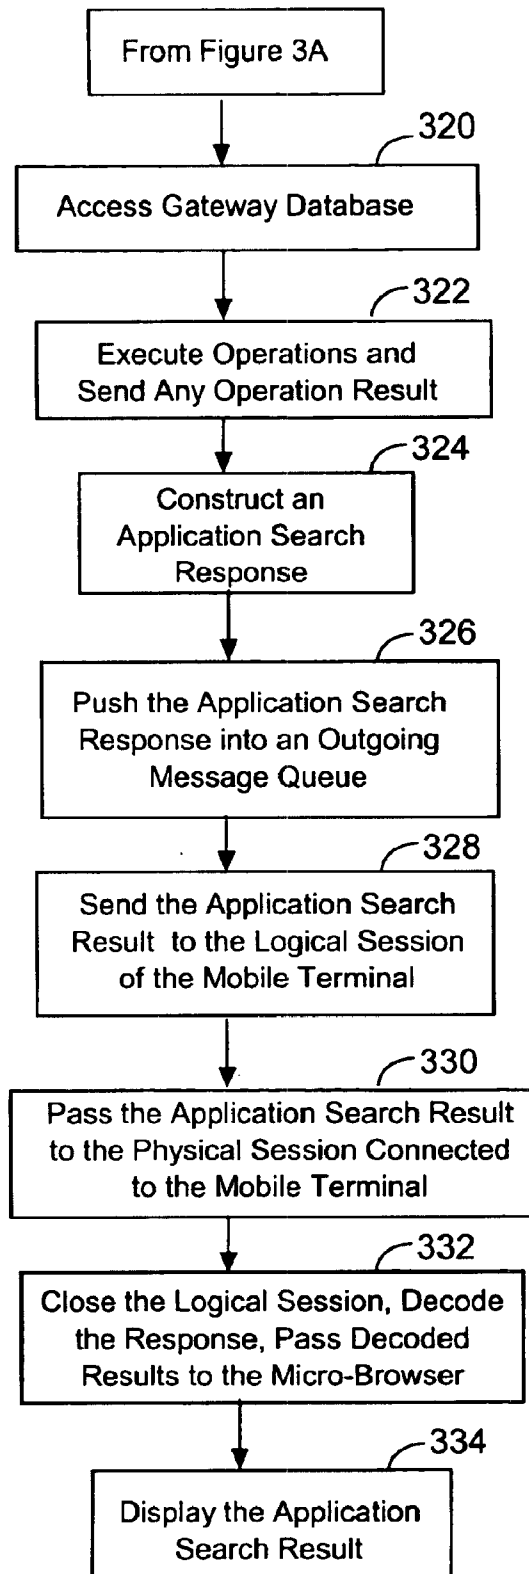 From Figure 3A
320
Access Gateway Database
322
Execute Operations and
Send Any Operation Result
324
Construct an
Application Search
Response
326
Push the Application Search
Response into an Outgoing
Message Queue
328
Send the Application Search
Result to the Logical Session
of the Mobile Terminal
330
Pass the Application Search Result
to the Physical Session Connected
to the Mobile Terminal
332
Close the Logical Session, Decode
the Response, Pass Decoded
Results to the Micro-Browser
334
Display the Application
Search Result